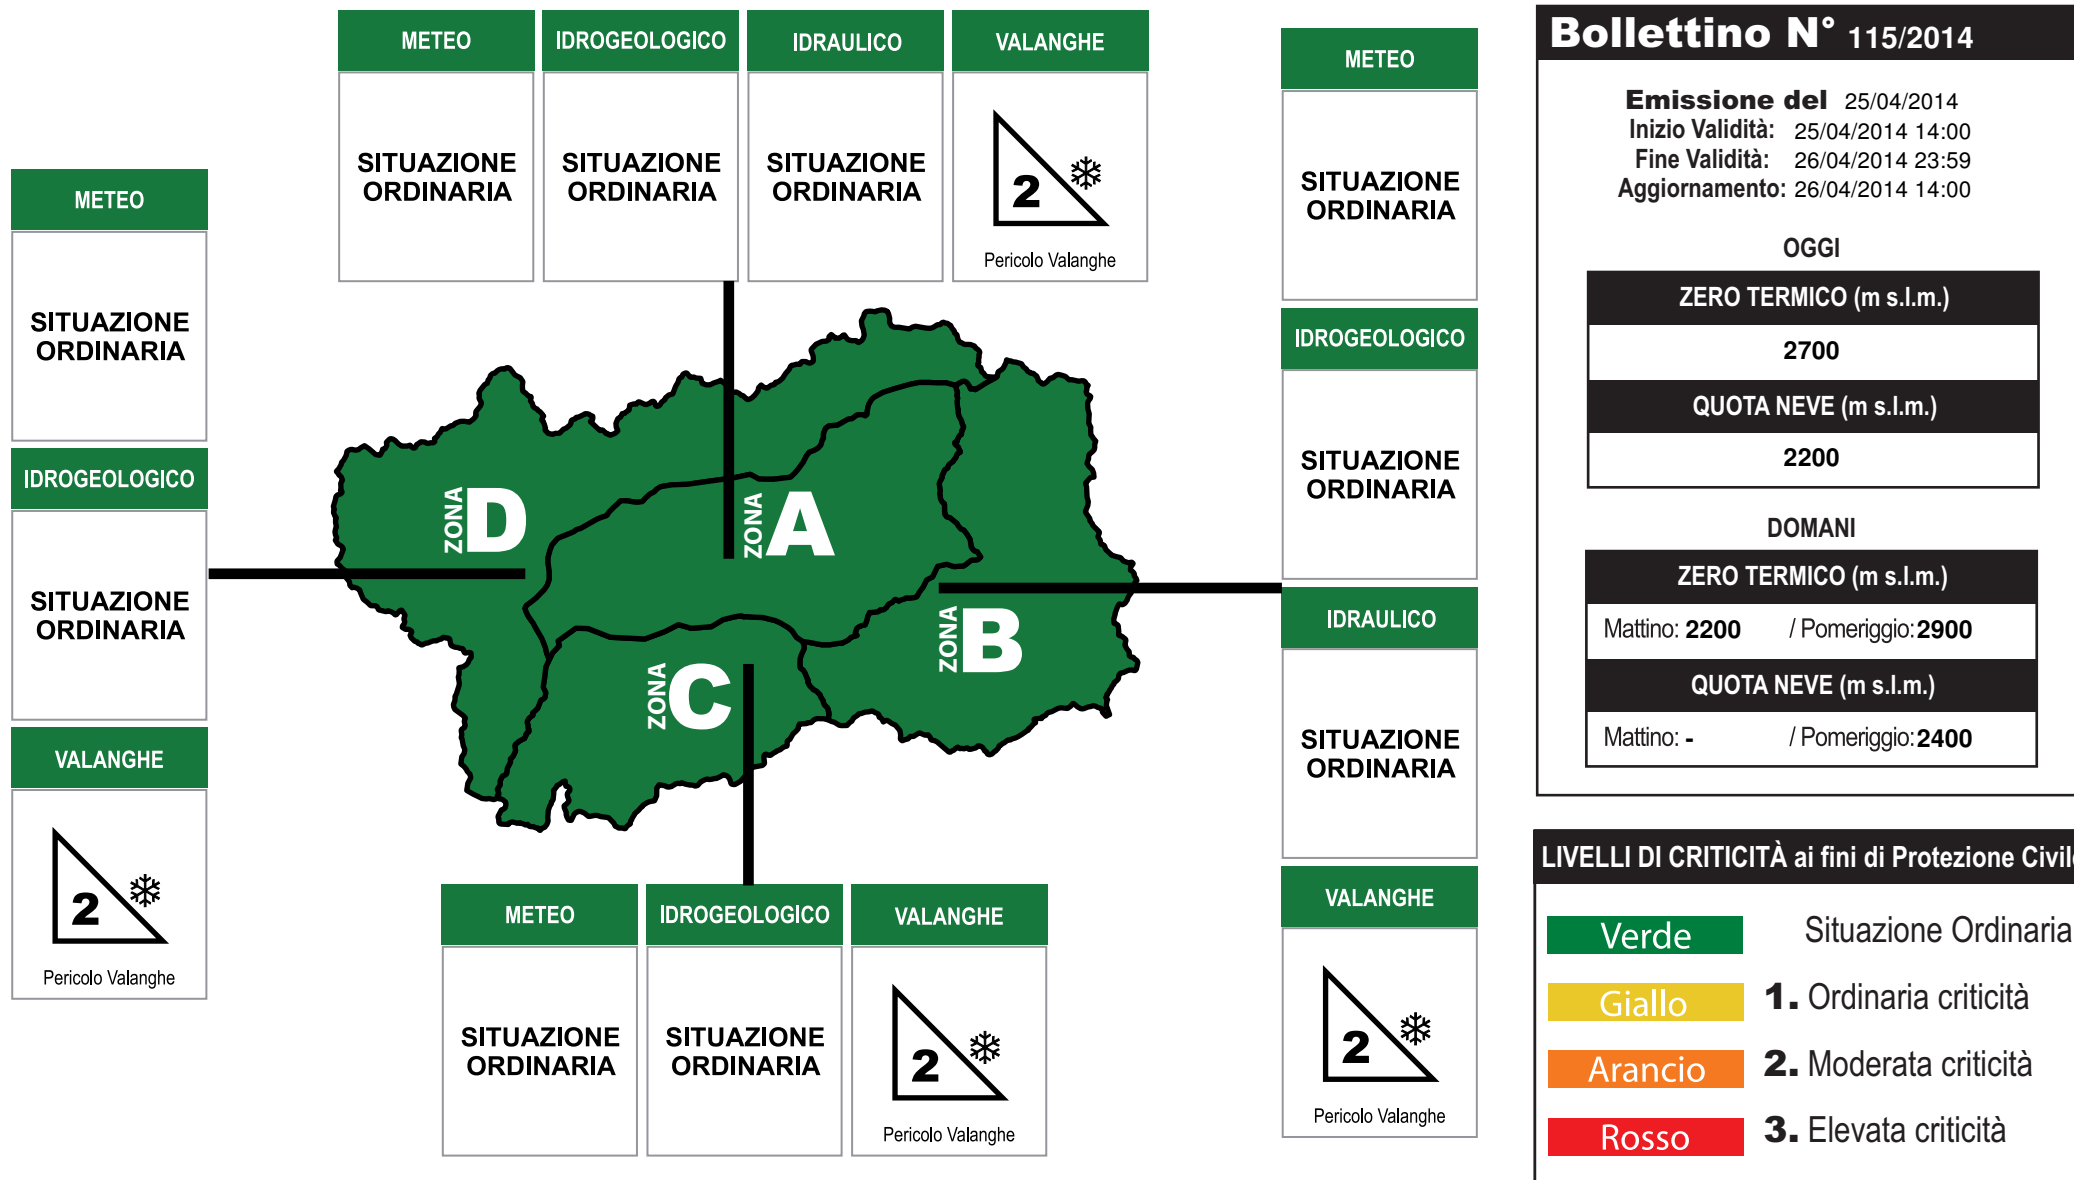 METEO
IDROGEOLOGICO
IDRAULICO
VALANGHE
SITUAZIONE
ORDINARIA
SITUAZIONE
ORDINARIA
SITUAZIONE
ORDINARIA
2
Pericolo Valanghe
METEO
SITUAZIONE
ORDINARIA
IDROGEOLOGICO
SITUAZIONE
ORDINARIA
VALANGHE
2
Pericolo Valanghe
ZONA D
ZONA A
ZONA B
ZONA C
METEO
SITUAZIONE
ORDINARIA
IDROGEOLOGICO
SITUAZIONE
ORDINARIA
IDRAULICO
SITUAZIONE
ORDINARIA
VALANGHE
2
Pericolo Valanghe
METEO
IDROGEOLOGICO
VALANGHE
SITUAZIONE
ORDINARIA
SITUAZIONE
ORDINARIA
2
Pericolo Valanghe
Bollettino N° 115/2014
Emissione del 25/04/2014
Inizio Validità: 25/04/2014 14:00
Fine Validità: 26/04/2014 23:59
Aggiornamento: 26/04/2014 14:00
OGGI
ZERO TERMICO (m s.l.m.)
2700
QUOTA NEVE (m s.l.m.)
2200
DOMANI
ZERO TERMICO (m s.l.m.)
Mattino: 2200 / Pomeriggio: 2900
QUOTA NEVE (m s.l.m.)
Mattino: - / Pomeriggio: 2400
LIVELLI DI CRITICITÀ ai fini di Protezione Civile
Verde Situazione Ordinaria
Giallo 1. Ordinaria criticità
Arancio 2. Moderata criticità
Rosso 3. Elevata criticità